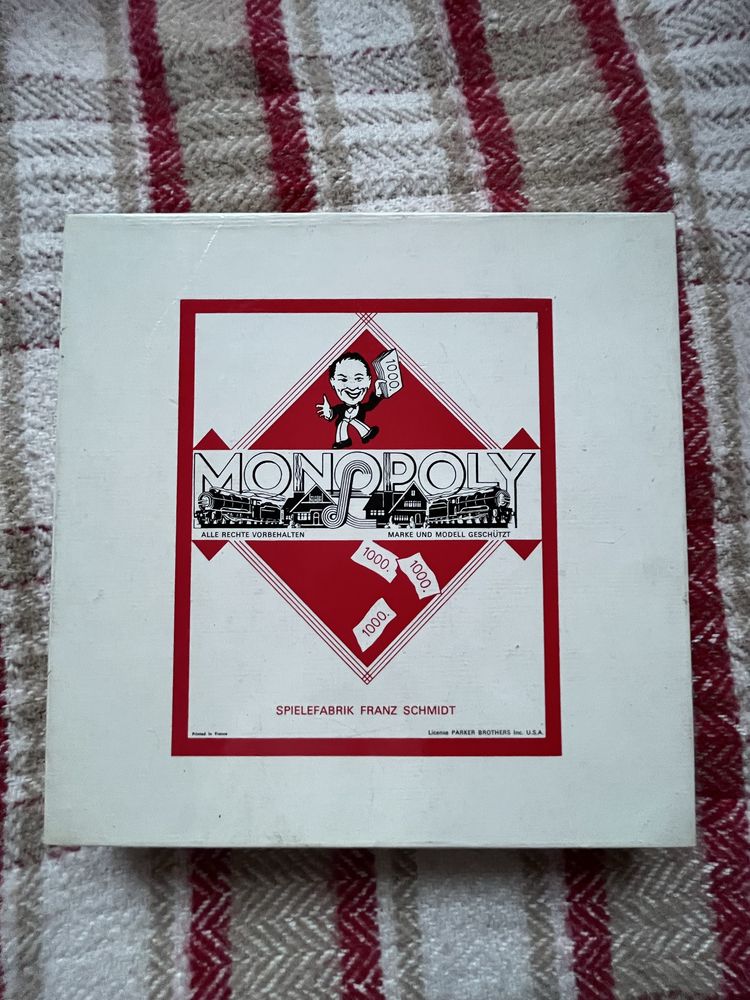 1000.
MONOPOLY
ALLE RECHTE VORBEHALTEN MARKE UND MODELL GESCHÜTZT
1000.
1000.
1000.
SPIELEFABRIK FRANZ SCHMIDT
Printed in France License PARKER BROTHERS Inc. U.S.A.